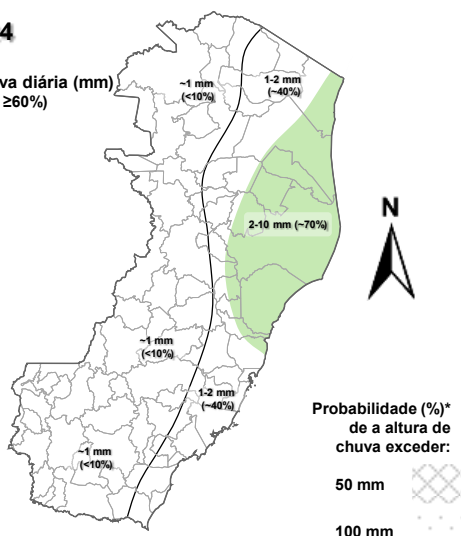 4
va diária (mm)
≥60%)
~1 mm
(<10%)
1-2 mm
(~40%)
2-10 mm (~70%)
N
~1 mm
(<10%)
1-2 mm
(~40%)
~1 mm
(<10%)
Probabilidade (%)*
de a altura de
chuva exceder:
50 mm
100 mm